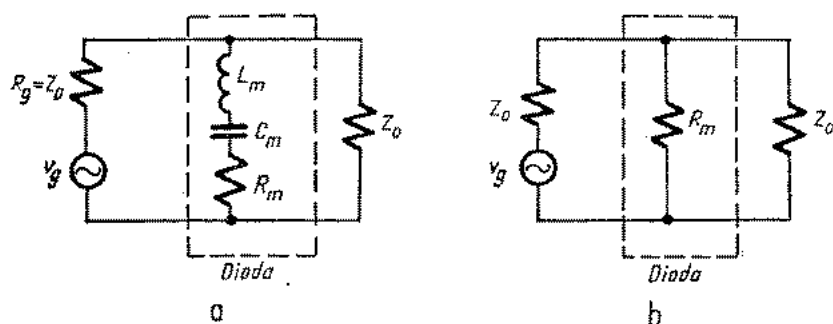 R_g=Z_0
v_g
L_m
C_m
R_m
Z_0
Dioda
a
Z_0
v_g
R_m
Z_0
Dioda
b